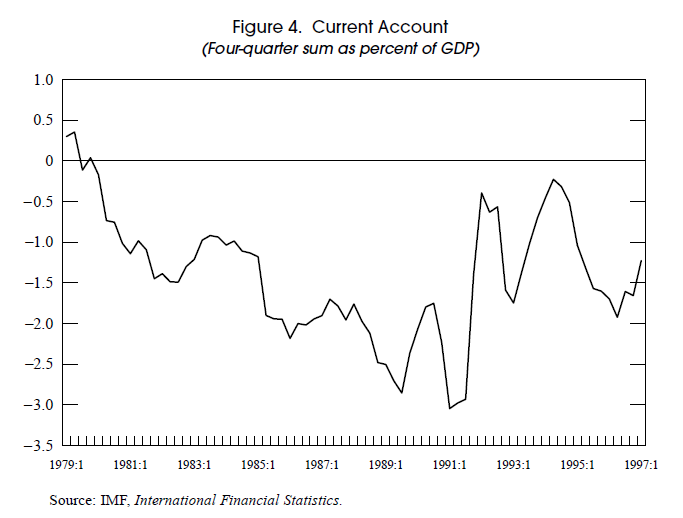 Figure 4. Current Account
(Four-quarter sum as percent of GDP)
1.0
0.5
0
−0.5
−1.0
−1.5
−2.0
−2.5
−3.0
−3.5
1979:1 1981:1 1983:1 1985:1 1987:1 1989:1 1991:1 1993:1 1995:1 1997:1
Source: IMF, International Financial Statistics.